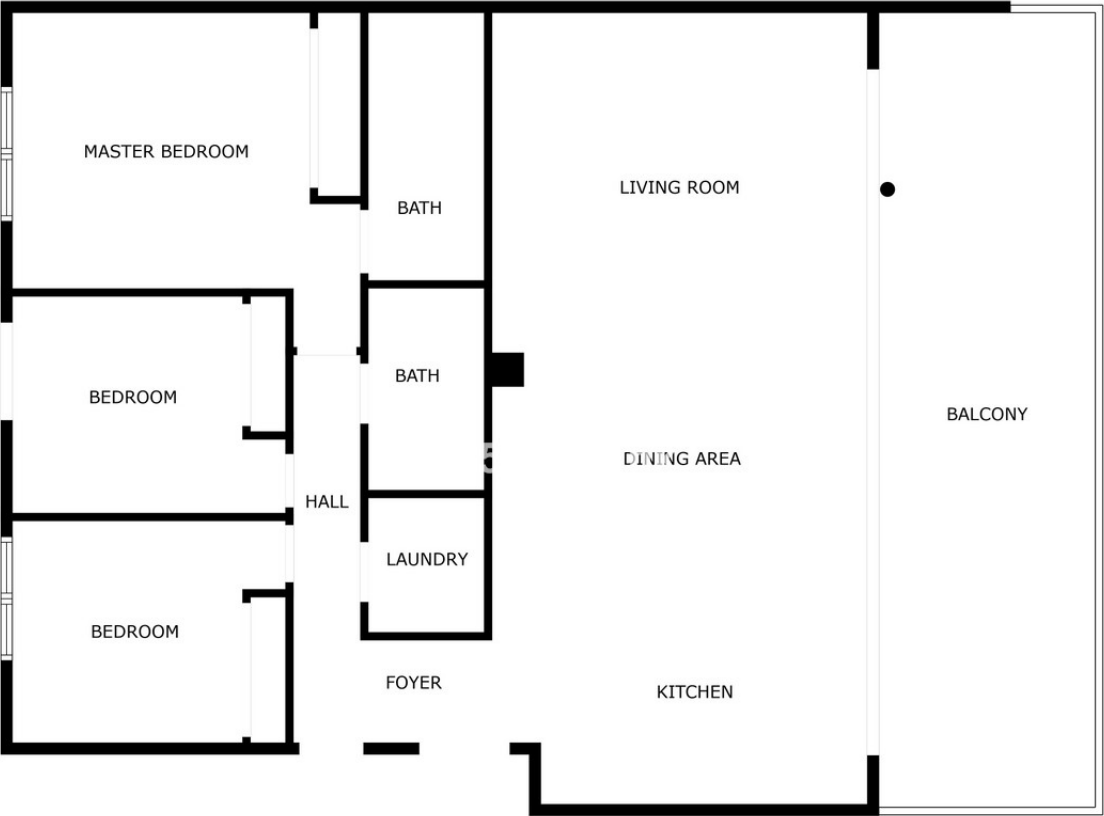 MASTER BEDROOM
LIVING ROOM
BATH
BATH
BEDROOM
BALCONY
DINING AREA
HALL
LAUNDRY
BEDROOM
FOYER
KITCHEN